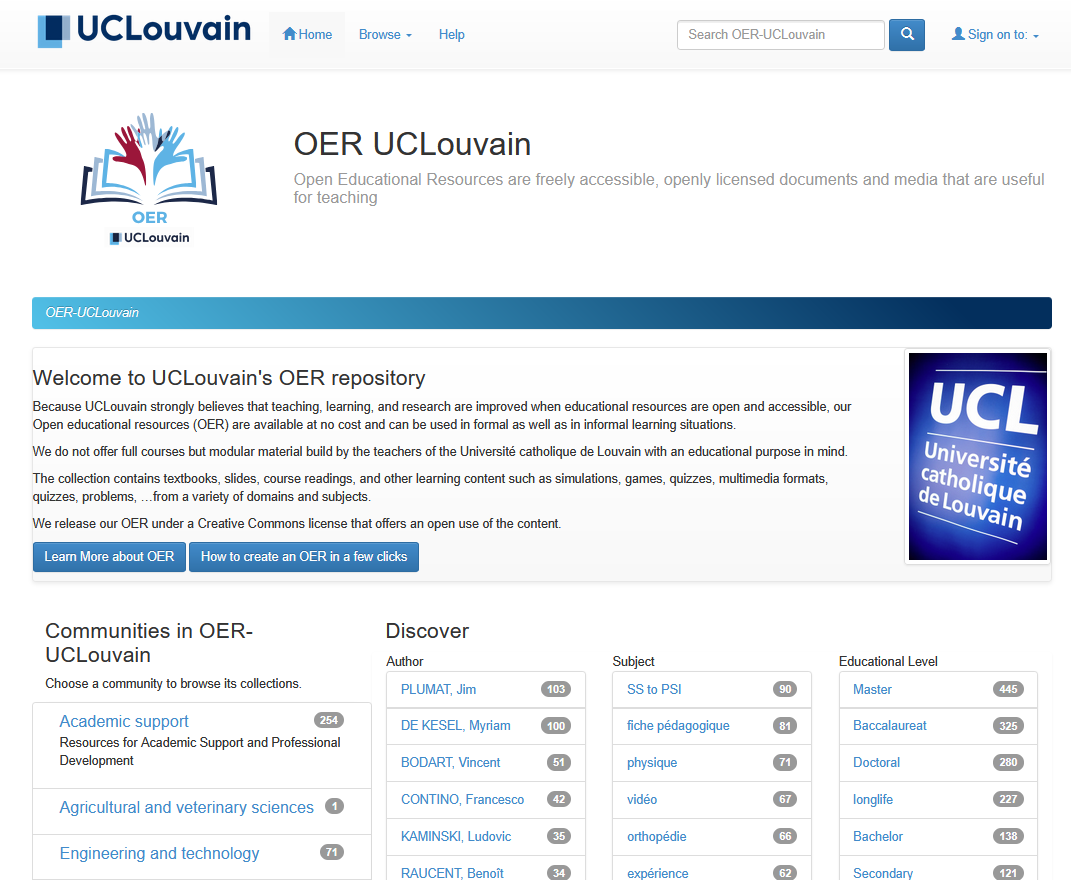 UCLouvain
Home
Browse
Help
Search OER-UCLouvain
Sign on to:
OER
UCLouvain
OER UCLouvain
Open Educational Resources are freely accessible, openly licensed documents and media that are useful
for teaching
OER-UCLouvain
Welcome to UCLouvain's OER repository
Because UCLouvain strongly believes that teaching, learning, and research are improved when educational resources are open and accessible, our
Open educational resources (OER) are available at no cost and can be used in formal as well as in informal learning situations.
We do not offer full courses but modular material build by the teachers of the Université catholique de Louvain with an educational purpose in mind.
The collection contains textbooks, slides, course readings, and other learning content such as simulations, games, quizzes, multimedia formats,
quizzes, problems, …from a variety of domains and subjects.
We release our OER under a Creative Commons license that offers an open use of the content.
Learn More about OER
How to create an OER in a few clicks
UCL
Université
catholique
de Louvain
Communities in OER-
UCLouvain
Choose a community to browse its collections.
Academic support 254
Resources for Academic Support and Professional
Development
Agricultural and veterinary sciences 1
Engineering and technology 71
Discover
Author
PLUMAT, Jim 103
DE KESEL, Myriam 100
BODART, Vincent 51
CONTINO, Francesco 42
KAMINSKI, Ludovic 35
RAUCENT, Benoît 34
Subject
SS to PSI 90
fiche pédagogique 81
physique 71
vidéo 67
orthopédie 66
expérience 62
Educational Level
Master 445
Baccalaureat 325
Doctoral 280
longlife 227
Bachelor 138
Secondary 121